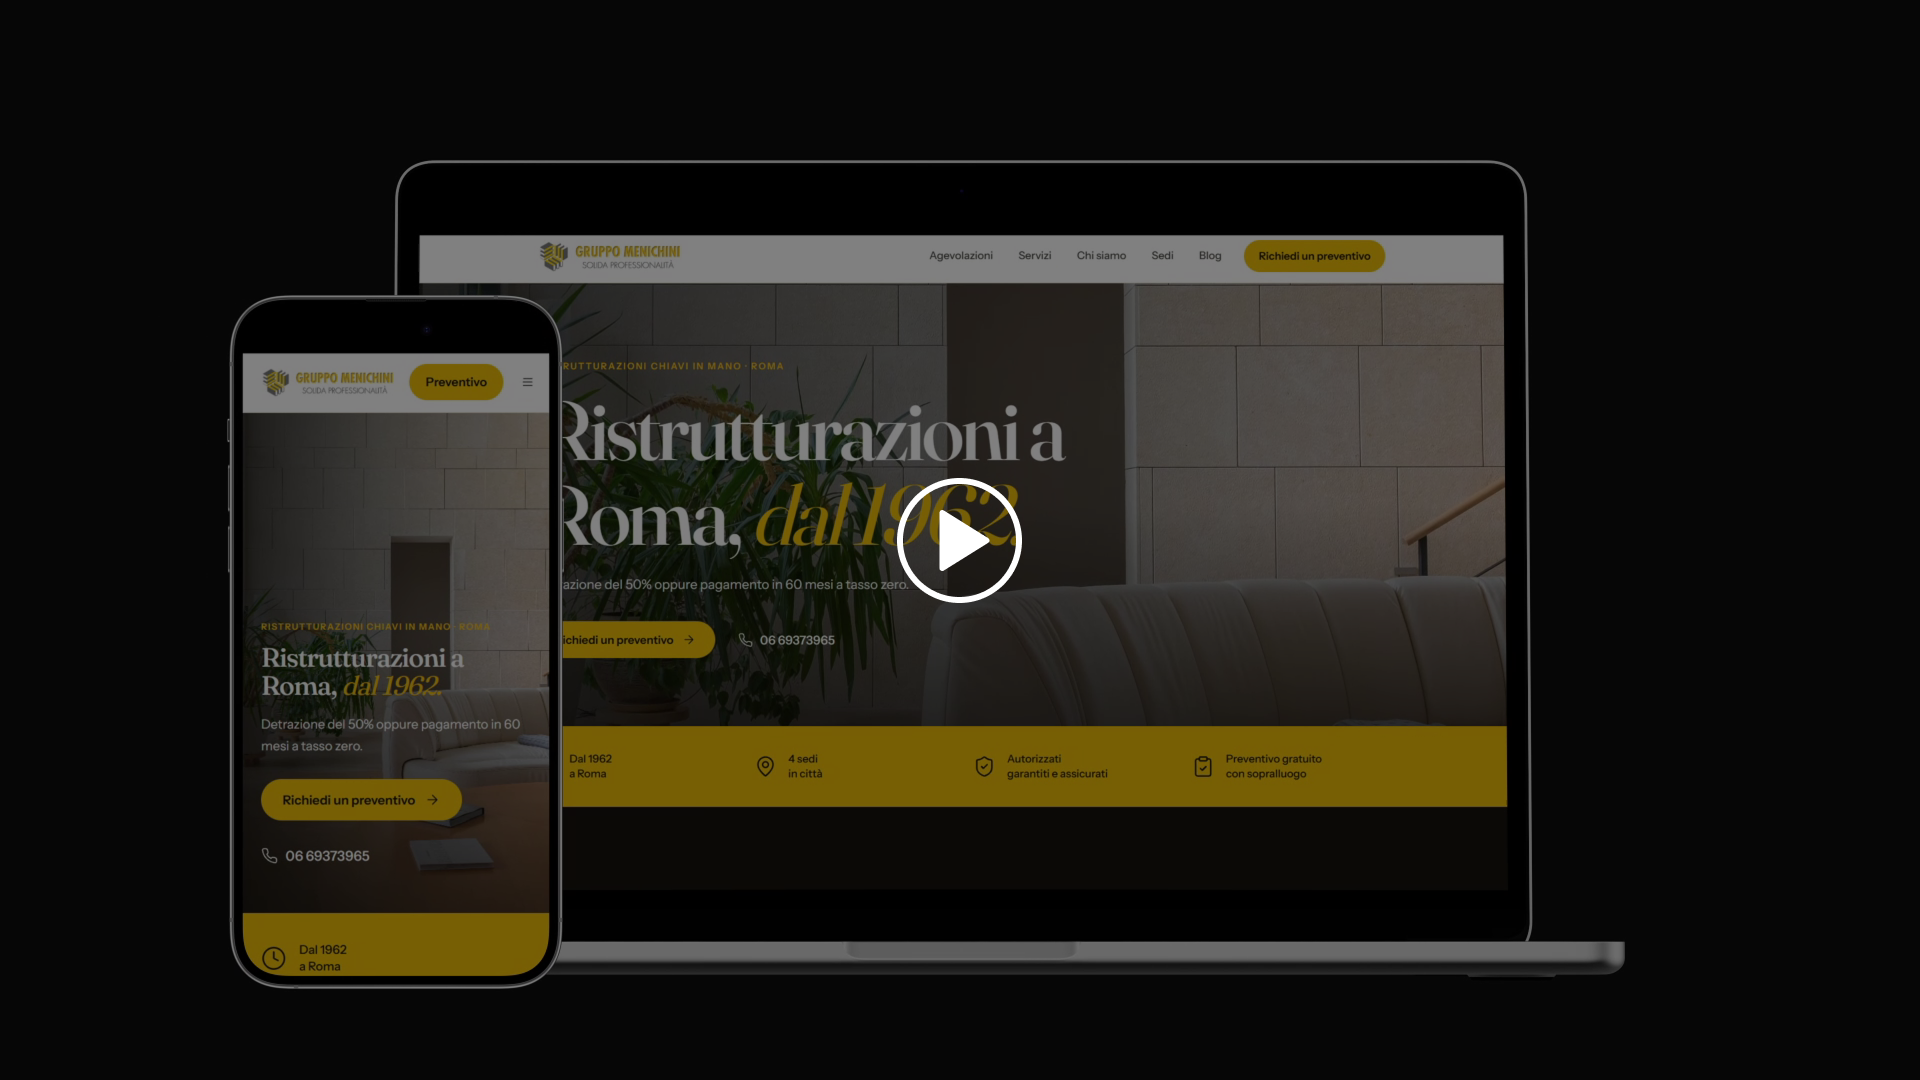 GRUPPO MENICHINI
SOLIDA PROFESSIONALITÀ
Agevolazioni
Servizi
Chi siamo
Sedi
Blog
Richiedi un preventivo
RUTTURAZIONI CHIAVI IN MANO · ROMA
Ristrutturazioni a
Roma, dal 1962.
azione del 50% oppure pagamento in 60 mesi a tasso zero.
ichiedi un preventivo
06 69373965
Dal 1962
a Roma
4 sedi
in città
Autorizzati
garantiti e assicurati
Preventivo gratuito
con sopralluogo
GRUPPO MENICHINI
SOLIDA PROFESSIONALITÀ
Preventivo
RISTRUTTURAZIONI CHIAVI IN MANO · ROMA
Ristrutturazioni a
Roma, dal 1962.
Detrazione del 50% oppure pagamento in 60
mesi a tasso zero.
Richiedi un preventivo
06 69373965
Dal 1962
a Roma